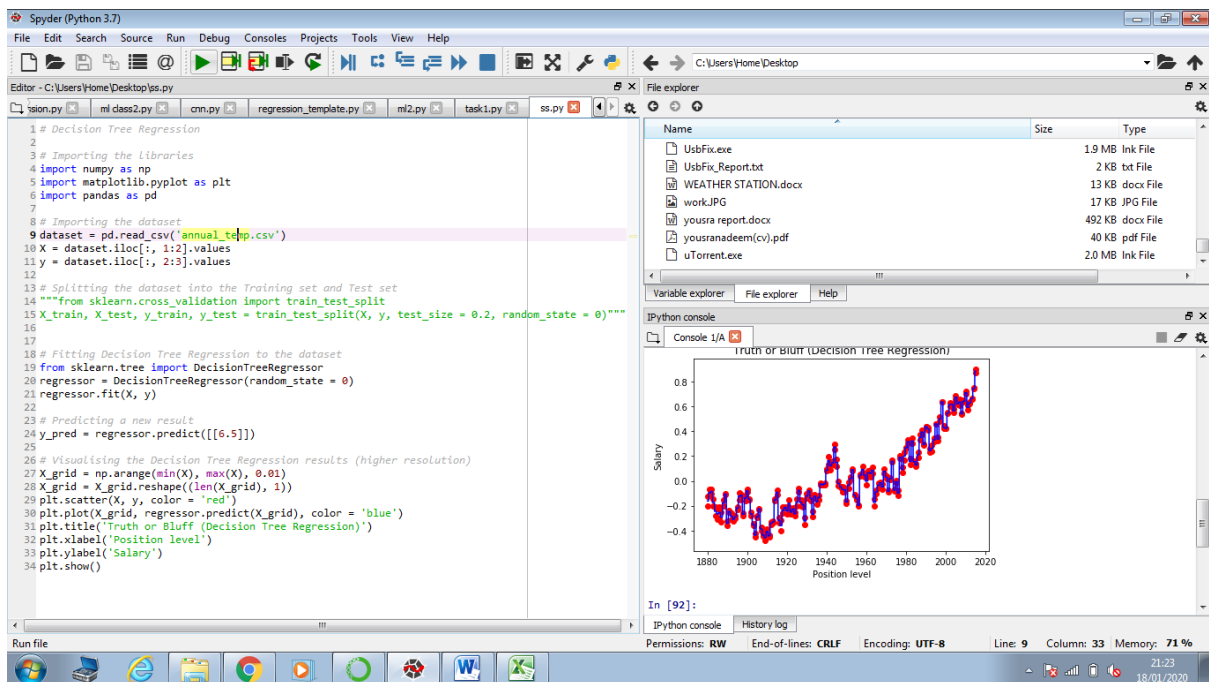 Spyder (Python 3.7)
File Edit Search Source Run Debug Consoles Projects Tools View Help
C:\Users\Home\Desktop
Editor - C:\Users\Home\Desktop\ss.py
ssion.py ml class2.py cnn.py regression_template.py ml2.py task1.py ss.py
1 # Decision Tree Regression
2
3 # Importing the libraries
4 import numpy as np
5 import matplotlib.pyplot as plt
6 import pandas as pd
7
8 # Importing the dataset
9 dataset = pd.read_csv('annual_temp.csv')
10 X = dataset.iloc[:, 1:2].values
11 y = dataset.iloc[:, 2:3].values
12
13 # Splitting the dataset into the Training set and Test set
14 """from sklearn.cross_validation import train_test_split
15 X_train, X_test, y_train, y_test = train_test_split(X, y, test_size = 0.2, random_state = 0)"""
16
17
18 # Fitting Decision Tree Regression to the dataset
19 from sklearn.tree import DecisionTreeRegressor
20 regressor = DecisionTreeRegressor(random_state = 0)
21 regressor.fit(X, y)
22
23 # Predicting a new result
24 y_pred = regressor.predict([[6.5]])
25
26 # Visualising the Decision Tree Regression results (higher resolution)
27 X_grid = np.arange(min(X), max(X), 0.01)
28 X_grid = X_grid.reshape((len(X_grid), 1))
29 plt.scatter(X, y, color = 'red')
30 plt.plot(X_grid, regressor.predict(X_grid), color = 'blue')
31 plt.title('Truth or Bluff (Decision Tree Regression)')
32 plt.xlabel('Position level')
33 plt.ylabel('Salary')
34 plt.show()
File explorer
Name Size Type
UsbFix.exe 1.9 MB lnk File
UsbFix_Report.txt 2 KB txt File
WEATHER STATION.docx 13 KB docx File
work.JPG 17 KB JPG File
yousra report.docx 492 KB docx File
yousranadeem(cv).pdf 40 KB pdf File
uTorrent.exe 2.0 MB lnk File
Variable explorer File explorer Help
IPython console
Console 1/A
Truth or Bluff (Decision Tree Regression)
0.8
0.6
0.4
0.2
0.0
−0.2
−0.4
Salary
1880 1900 1920 1940 1960 1980 2000 2020
Position level
In [92]:
IPython console History log
Run file
Permissions: RW End-of-lines: CRLF Encoding: UTF-8 Line: 9 Column: 33 Memory: 71 %
21:23
18/01/2020